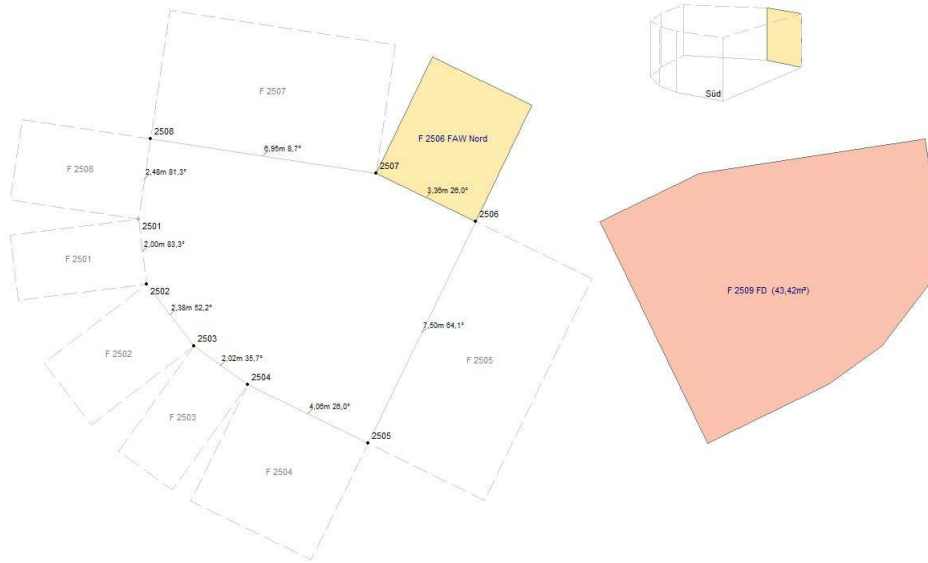 Süd
F 2507
2508
F 2506 FAW Nord
6,95m 8,7°
2507
F 2508
2,48m 81,3°
3,36m 26,0°
2506
2501
2,00m 83,3°
F 2501
2502
F 2509 FD (43,42m²)
2,38m 52,2°
7,50m 64,1°
2503
F 2502
2,02m 35,7°
F 2505
2504
4,06m 26,0°
F 2503
2505
F 2504